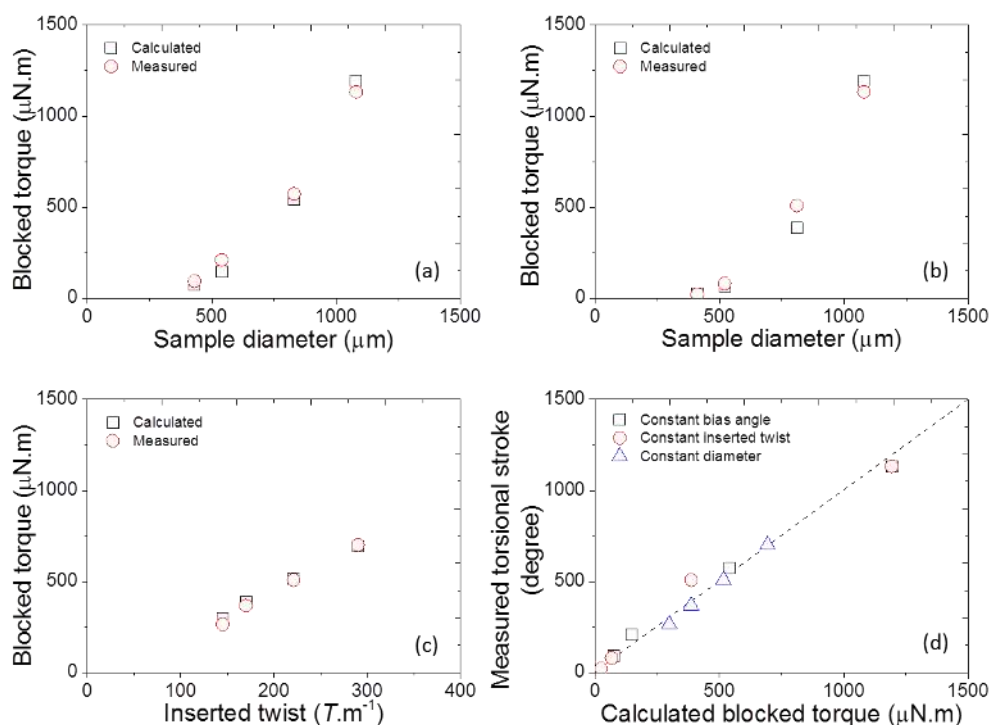 1500
1000
500
0
Blocked torque (μN.m)
Calculated
Measured
(a)
0
500
1000
1500
Sample diameter (μm)
1500
1000
500
0
Blocked torque (μN.m)
Calculated
Measured
(b)
0
500
1000
1500
Sample diameter (μm)
1500
1000
500
0
Blocked torque (μN.m)
Calculated
Measured
(c)
0
100
200
300
400
Inserted twist (T.m⁻¹)
1500
1000
500
0
Measured torsional stroke
(degree)
Constant bias angle
Constant inserted twist
Constant diameter
(d)
0
500
1000
1500
Calculated blocked torque (μN.m)